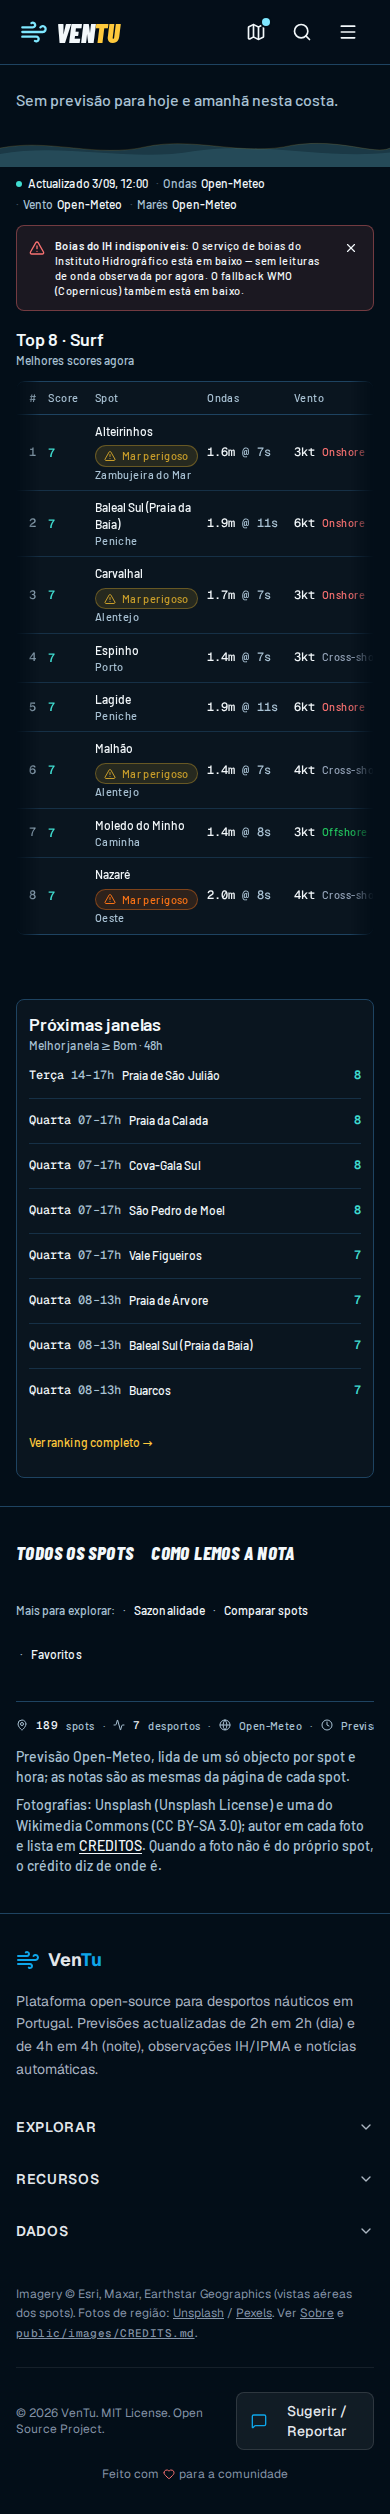 VENTU
Sem previsão para hoje e amanhã nesta costa.
Actualizado 3/09, 12:00 · Ondas Open-Meteo
· Vento Open-Meteo · Marés Open-Meteo
Boias do IH indisponíveis: O serviço de boias do
Instituto Hidrográfico está em baixo — sem leituras
de onda observada por agora. O fallback WMO
(Copernicus) também está em baixo.
Top 8 · Surf
Melhores scores agora
# Score Spot Ondas Vento
Alteirinhos
1 7 Mar perigoso 1.6m @ 7s 3kt Onshore
Zambujeira do Mar
Baleal Sul (Praia da
2 7 Baía) 1.9m @ 11s 6kt Onshore
Peniche
Carvalhal
3 7 Mar perigoso 1.7m @ 7s 3kt Onshore
Alentejo
4 7 Espinho 1.4m @ 7s 3kt Cross-sho
Porto
5 7 Lagide 1.9m @ 11s 6kt Onshore
Peniche
Malhão
6 7 Mar perigoso 1.4m @ 7s 4kt Cross-sho
Alentejo
7 7 Moledo do Minho 1.4m @ 8s 3kt Offshore
Caminha
Nazaré
8 7 Mar perigoso 2.0m @ 8s 4kt Cross-sho
Oeste
Próximas janelas
Melhor janela ≥ Bom · 48h
Terça 14–17h Praia de São Julião 8
Quarta 07–17h Praia da Calada 8
Quarta 07–17h Cova-Gala Sul 8
Quarta 07–17h São Pedro de Moel 8
Quarta 07–17h Vale Figueiros 7
Quarta 08–13h Praia de Árvore 7
Quarta 08–13h Baleal Sul (Praia da Baía) 7
Quarta 08–13h Buarcos 7
Ver ranking completo →
TODOS OS SPOTS COMO LEMOS A NOTA
Mais para explorar: · Sazonalidade · Comparar spots
· Favoritos
189 spots · 7 desportos · Open-Meteo · Previs
Previsão Open-Meteo, lida de um só objecto por spot e
hora; as notas são as mesmas da página de cada spot.
Fotografias: Unsplash (Unsplash License) e uma do
Wikimedia Commons (CC BY-SA 3.0); autor em cada foto
e lista em CREDITOS. Quando a foto não é do próprio spot,
o crédito diz de onde é.
VenTu
Plataforma open-source para desportos náuticos em
Portugal. Previsões actualizadas de 2h em 2h (dia) e
de 4h em 4h (noite), observações IH/IPMA e notícias
automáticas.
EXPLORAR
RECURSOS
DADOS
Imagery © Esri, Maxar, Earthstar Geographics (vistas aéreas
dos spots). Fotos de região: Unsplash / Pexels. Ver Sobre e
public/images/CREDITS.md.
© 2026 VenTu. MIT License. Open
Source Project.
Sugerir /
Reportar
Feito com para a comunidade